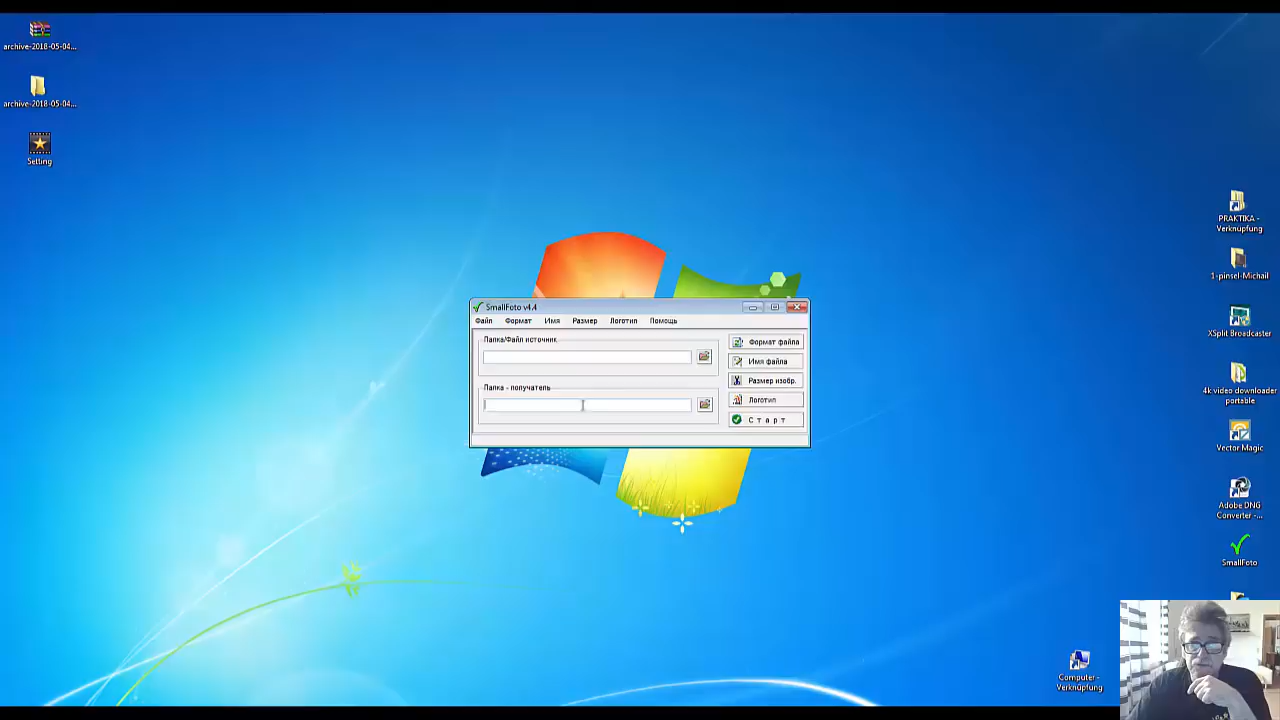 archive-2018-05-04...
archive-2018-05-04...
Setting
SmallFoto v4.4
Файл Формат Имя Размер Логотип Помощь
Папка/Файл источник
Папка - получатель
Формат файла
Имя файла
Размер изобр.
Логотип
С т а р т
PRAKTIKA -
Verknüpfung
1-pinsel-Michail
XSplit Broadcaster
4k video downloader
portable
Vector Magic
Adobe DNG
Converter -...
SmallFoto
Computer -
Verknüpfung